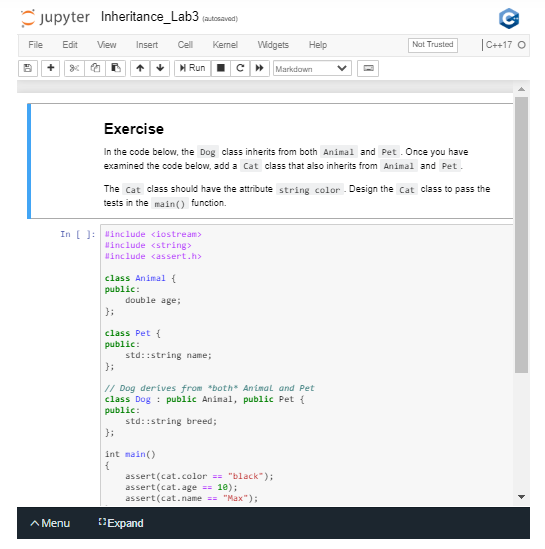 jupyter Inheritance_Lab3 (autosaved)
File Edit View Insert Cell Kernel Widgets Help Not Trusted C++17
Run Markdown
Exercise
In the code below, the Dog class inherits from both Animal and Pet . Once you have
examined the code below, add a Cat class that also inherits from Animal and Pet .
The Cat class should have the attribute string color . Design the Cat class to pass the
tests in the main() function.
In [ ]: #include <iostream>
#include <string>
#include <assert.h>
class Animal {
public:
double age;
};
class Pet {
public:
std::string name;
};
// Dog derives from *both* Animal and Pet
class Dog : public Animal, public Pet {
public:
std::string breed;
};
int main()
{
assert(cat.color == "black");
assert(cat.age == 10);
assert(cat.name == "Max");
Menu Expand